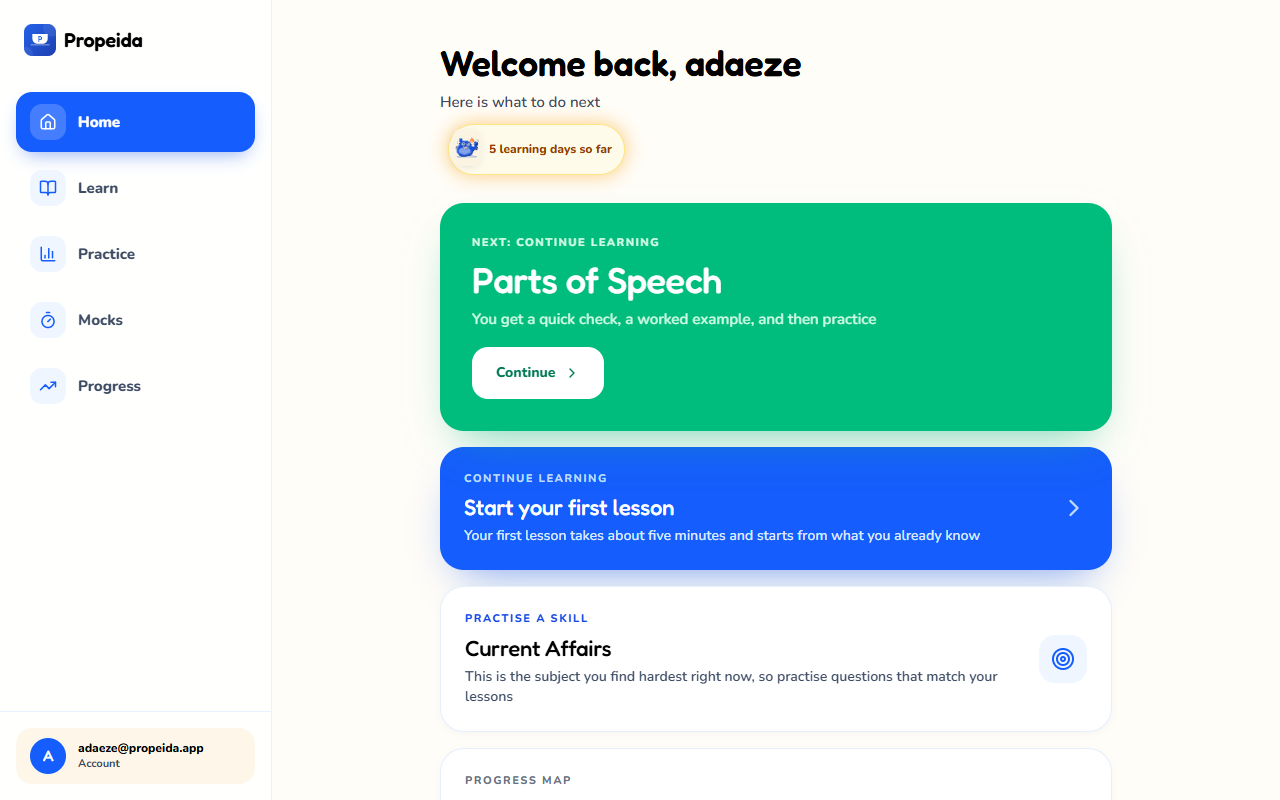 Propeida
Home
Learn
Practice
Mocks
Progress
adaeze@propeida.app
Account
A
Welcome back, adaeze
Here is what to do next
5 learning days so far
NEXT: CONTINUE LEARNING
Parts of Speech
You get a quick check, a worked example, and then practice
Continue
CONTINUE LEARNING
Start your first lesson
Your first lesson takes about five minutes and starts from what you already know
PRACTISE A SKILL
Current Affairs
This is the subject you find hardest right now, so practise questions that match your
lessons
PROGRESS MAP